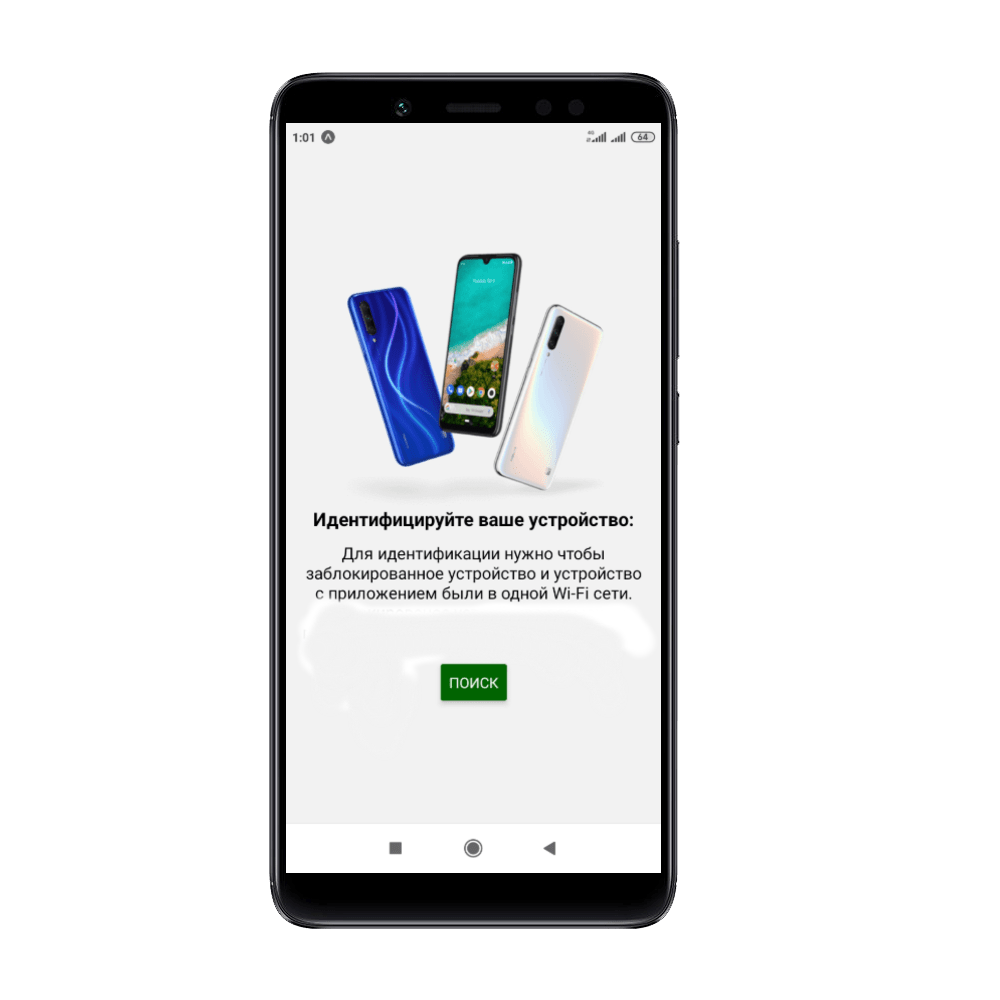 1:01
4G
64
Идентифицируйте ваше устройство:
Для идентификации нужно чтобы
заблокированное устройство и устройство
с приложением были в одной Wi-Fi сети.
ПОИСК